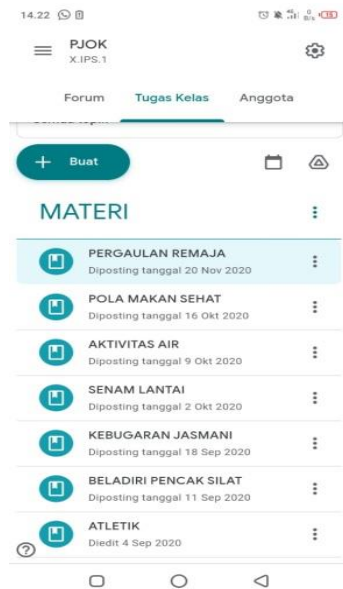 14.22
PJOK
X.IPS.1
Forum Tugas Kelas Anggota
+ Buat
MATERI
PERGAULAN REMAJA
Diposting tanggal 20 Nov 2020
POLA MAKAN SEHAT
Diposting tanggal 16 Okt 2020
AKTIVITAS AIR
Diposting tanggal 9 Okt 2020
SENAM LANTAI
Diposting tanggal 2 Okt 2020
KEBUGARAN JASMANI
Diposting tanggal 18 Sep 2020
BELADIRI PENCAK SILAT
Diposting tanggal 11 Sep 2020
ATLETIK
Diedit 4 Sep 2020